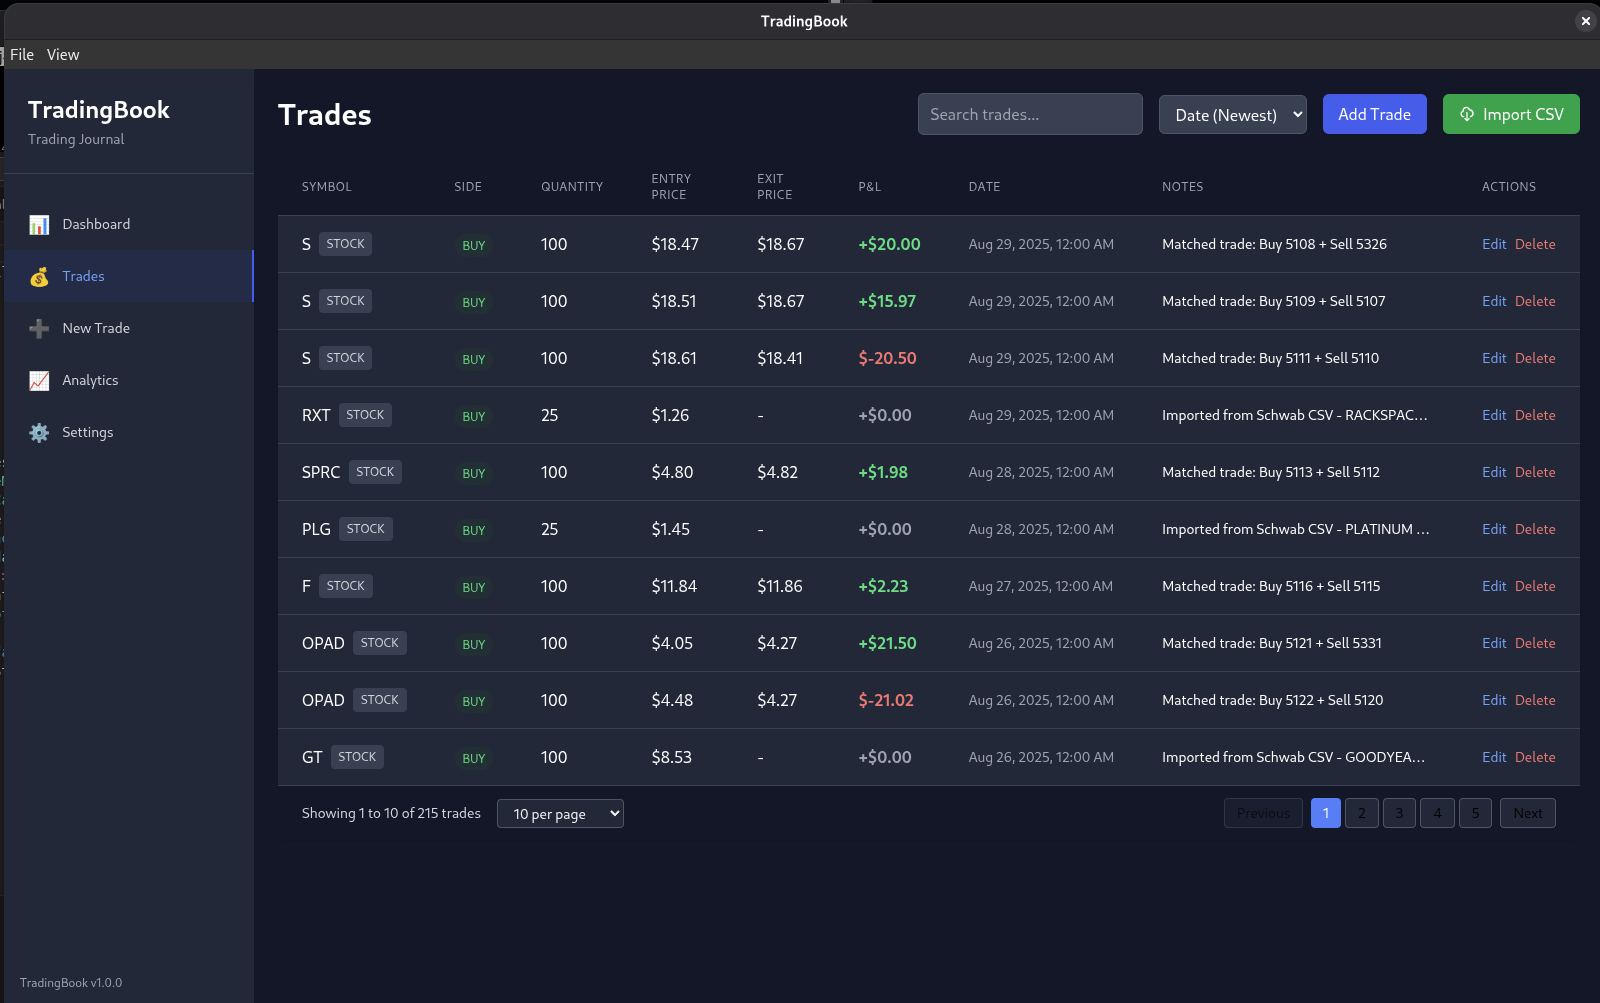 TradingBook
File View
TradingBook
Trading Journal
Dashboard
Trades
New Trade
Analytics
Settings
TradingBook v1.0.0
Trades
Search trades...
Date (Newest)
Add Trade
Import CSV
SYMBOL SIDE QUANTITY ENTRY PRICE EXIT PRICE P&L DATE NOTES ACTIONS
S STOCK BUY 100 $18.47 $18.67 +$20.00 Aug 29, 2025, 12:00 AM Matched trade: Buy 5108 + Sell 5326 Edit Delete
S STOCK BUY 100 $18.51 $18.67 +$15.97 Aug 29, 2025, 12:00 AM Matched trade: Buy 5109 + Sell 5107 Edit Delete
S STOCK BUY 100 $18.61 $18.41 $-20.50 Aug 29, 2025, 12:00 AM Matched trade: Buy 5111 + Sell 5110 Edit Delete
RXT STOCK BUY 25 $1.26 - +$0.00 Aug 29, 2025, 12:00 AM Imported from Schwab CSV - RACKSPAC... Edit Delete
SPRC STOCK BUY 100 $4.80 $4.82 +$1.98 Aug 28, 2025, 12:00 AM Matched trade: Buy 5113 + Sell 5112 Edit Delete
PLG STOCK BUY 25 $1.45 - +$0.00 Aug 28, 2025, 12:00 AM Imported from Schwab CSV - PLATINUM ... Edit Delete
F STOCK BUY 100 $11.84 $11.86 +$2.23 Aug 27, 2025, 12:00 AM Matched trade: Buy 5116 + Sell 5115 Edit Delete
OPAD STOCK BUY 100 $4.05 $4.27 +$21.50 Aug 26, 2025, 12:00 AM Matched trade: Buy 5121 + Sell 5331 Edit Delete
OPAD STOCK BUY 100 $4.48 $4.27 $-21.02 Aug 26, 2025, 12:00 AM Matched trade: Buy 5122 + Sell 5120 Edit Delete
GT STOCK BUY 100 $8.53 - +$0.00 Aug 26, 2025, 12:00 AM Imported from Schwab CSV - GOODYEA... Edit Delete
Showing 1 to 10 of 215 trades 10 per page Previous 1 2 3 4 5 Next